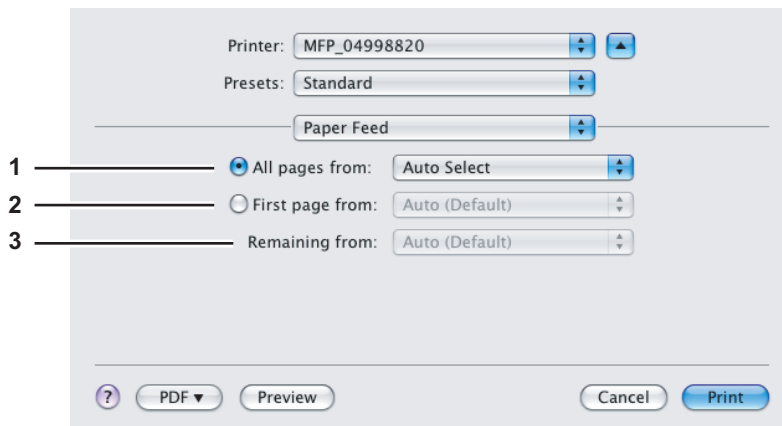 Printer: MFP_04998820
Presets: Standard
Paper Feed
1 All pages from: Auto Select
2 First page from: Auto (Default)
3 Remaining from: Auto (Default)
? PDF▼ Preview Cancel Print